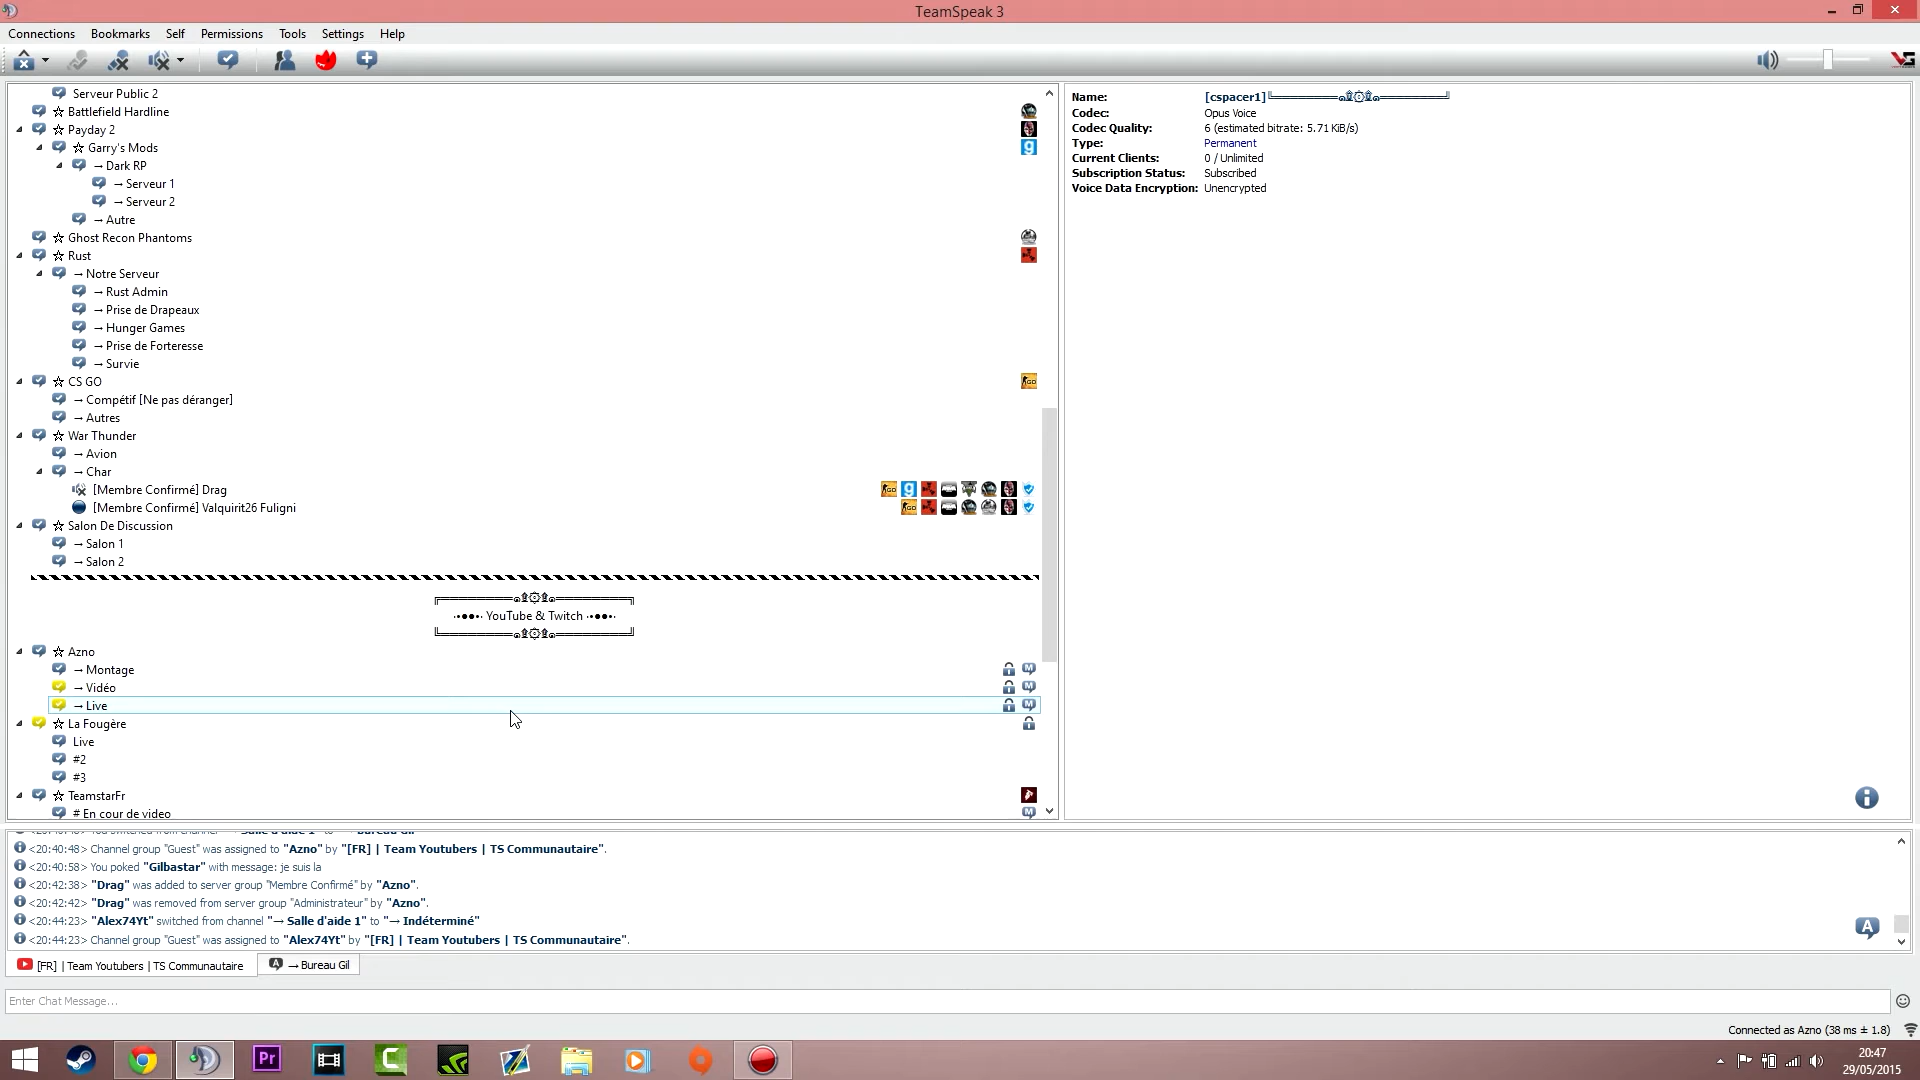 TeamSpeak 3
Connections Bookmarks Self Permissions Tools Settings Help
Serveur Public 2
☆ Battlefield Hardline
☆ Payday 2
☆ Garry's Mods
→ Dark RP
→ Serveur 1
→ Serveur 2
→ Autre
☆ Ghost Recon Phantoms
☆ Rust
→ Notre Serveur
→ Rust Admin
→ Prise de Drapeaux
→ Hunger Games
→ Prise de Forteresse
→ Survie
☆ CS GO
→ Compétif [Ne pas déranger]
→ Autres
☆ War Thunder
→ Avion
→ Char
[Membre Confirmé] Drag
[Membre Confirmé] Valquirit26 Fuligni
☆ Salon De Discussion
→ Salon 1
→ Salon 2
╔═════════๑۩۞۩๑═════════╗
·•●●•· YouTube & Twitch ·•●●•·
╚═════════๑۩۞۩๑═════════╝
☆ Azno
→ Montage
→ Vidéo
→ Live
☆ La Fougère
Live
#2
#3
☆ TeamstarFr
# En cour de video
Name: [cspacer1]╚═════════๑۩۞۩๑═════════╝
Codec: Opus Voice
Codec Quality: 6 (estimated bitrate: 5.71 KiB/s)
Type: Permanent
Current Clients: 0 / Unlimited
Subscription Status: Subscribed
Voice Data Encryption: Unencrypted
<20:40:48> Channel group "Guest" was assigned to "Azno" by "[FR] | Team Youtubers | TS Communautaire".
<20:40:58> You poked "Gilbastar" with message: je suis la
<20:42:38> "Drag" was added to server group "Membre Confirmé" by "Azno".
<20:42:42> "Drag" was removed from server group "Administrateur" by "Azno".
<20:44:23> "Alex74Yt" switched from channel "→ Salle d'aide 1" to "→ Indéterminé"
<20:44:23> Channel group "Guest" was assigned to "Alex74Yt" by "[FR] | Team Youtubers | TS Communautaire".
[FR] | Team Youtubers | TS Communautaire → Bureau Gil
Enter Chat Message...
Connected as Azno (38 ms ± 1.8)
20:47
29/05/2015